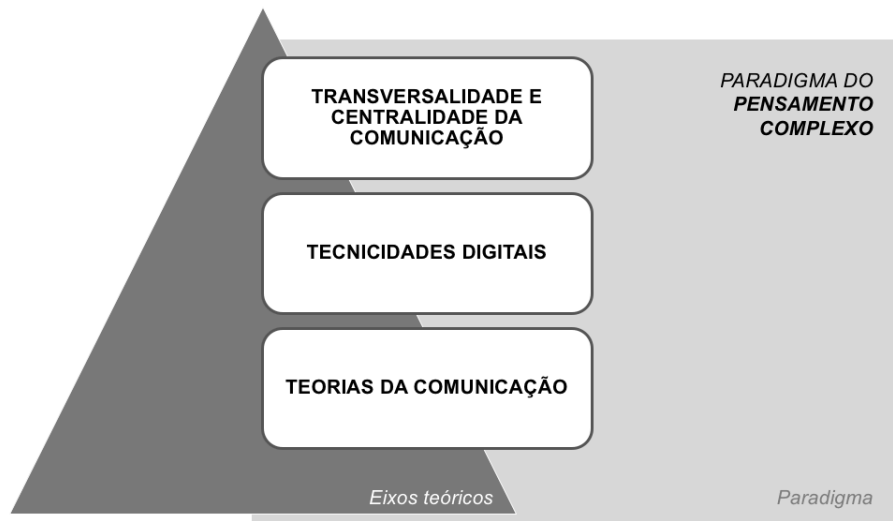 TRANSVERSALIDADE E
CENTRALIDADE DA
COMUNICAÇÃO
PARADIGMA DO
PENSAMENTO
COMPLEXO
TECNICIDADES DIGITAIS
TEORIAS DA COMUNICAÇÃO
Eixos teóricos
Paradigma